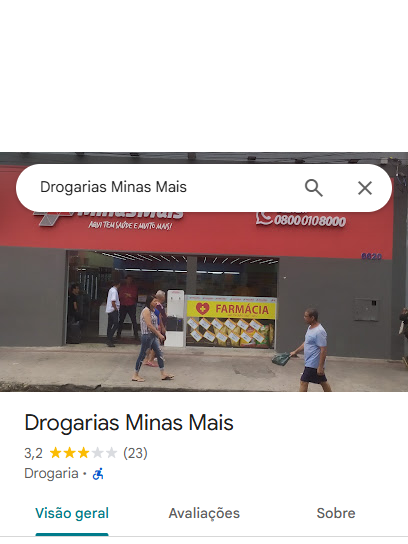 Drogarias Minas Mais
MinasMais
AQUI TEM SAÚDE E MUITO MAIS!
08000108000
6620
FARMÁCIA
Drogarias Minas Mais
3,2 (23)
Drogaria ·
Visão geral
Avaliações
Sobre